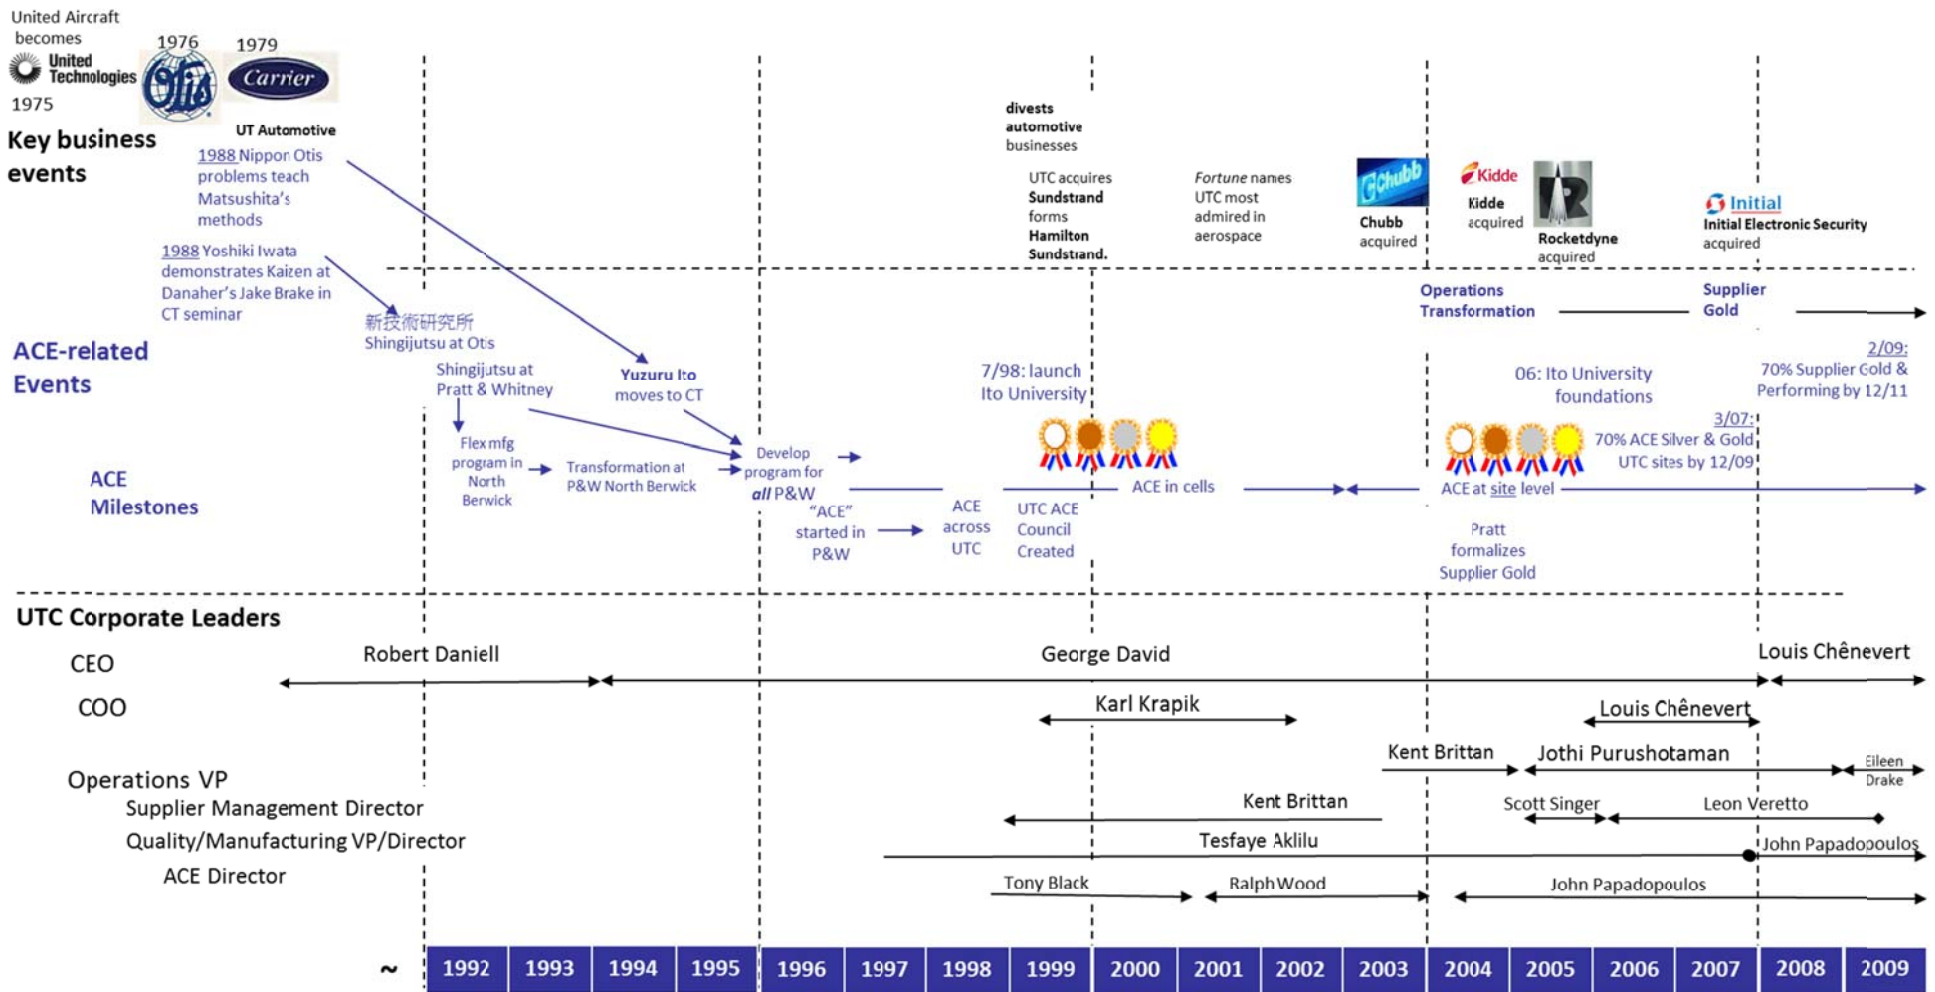 United Aircraft
becomes
United
Technologies
1975
1976
Otis
1979
Carrier
UT Automotive
Key business
events
1988 Nippon Otis
problems teach
Matsushita's
methods
1988 Yoshiki Iwata
demonstrates Kaizen at
Danaher's Jake Brake in
CT seminar
divests
automotive
businesses
UTC acquires
Sundstrand
forms
Hamilton
Sundstrand.
Fortune names
UTC most
admired in
aerospace
Chubb
Chubb
acquired
Kidde
Kidde
acquired
R
Rocketdyne
acquired
Initial
Initial Electronic Security
acquired
Operations
Transformation
Supplier
Gold
ACE-related
Events
新技術研究所
Shingijutsu at Otis
Shingijutsu at
Pratt & Whitney
Yuzuru Ito
moves to CT
7/98: launch
Ito University
06: Ito University
foundations
2/09:
70% Supplier Gold &
Performing by 12/11
3/07:
70% ACE Silver & Gold
UTC sites by 12/09
ACE
Milestones
Flex mfg
program in
North
Berwick
Transformation at
P&W North Berwick
Develop
program for
all P&W
"ACE"
started in
P&W
ACE
across
UTC
UTC ACE
Council
Created
ACE in cells
ACE at site level
Pratt
formalizes
Supplier Gold
UTC Corporate Leaders
CEO
Robert Daniell
George David
Louis Chênevert
COO
Karl Krapik
Louis Chênevert
Operations VP
Kent Brittan
Jothi Purushotaman
Eileen
Drake
Supplier Management Director
Kent Brittan
Scott Singer
Leon Veretto
Quality/Manufacturing VP/Director
Tesfaye Aklilu
John Papadopoulos
ACE Director
Tony Black
Ralph Wood
John Papadopoulos
~ 1992 1993 1994 1995 1996 1997 1998 1999 2000 2001 2002 2003 2004 2005 2006 2007 2008 2009